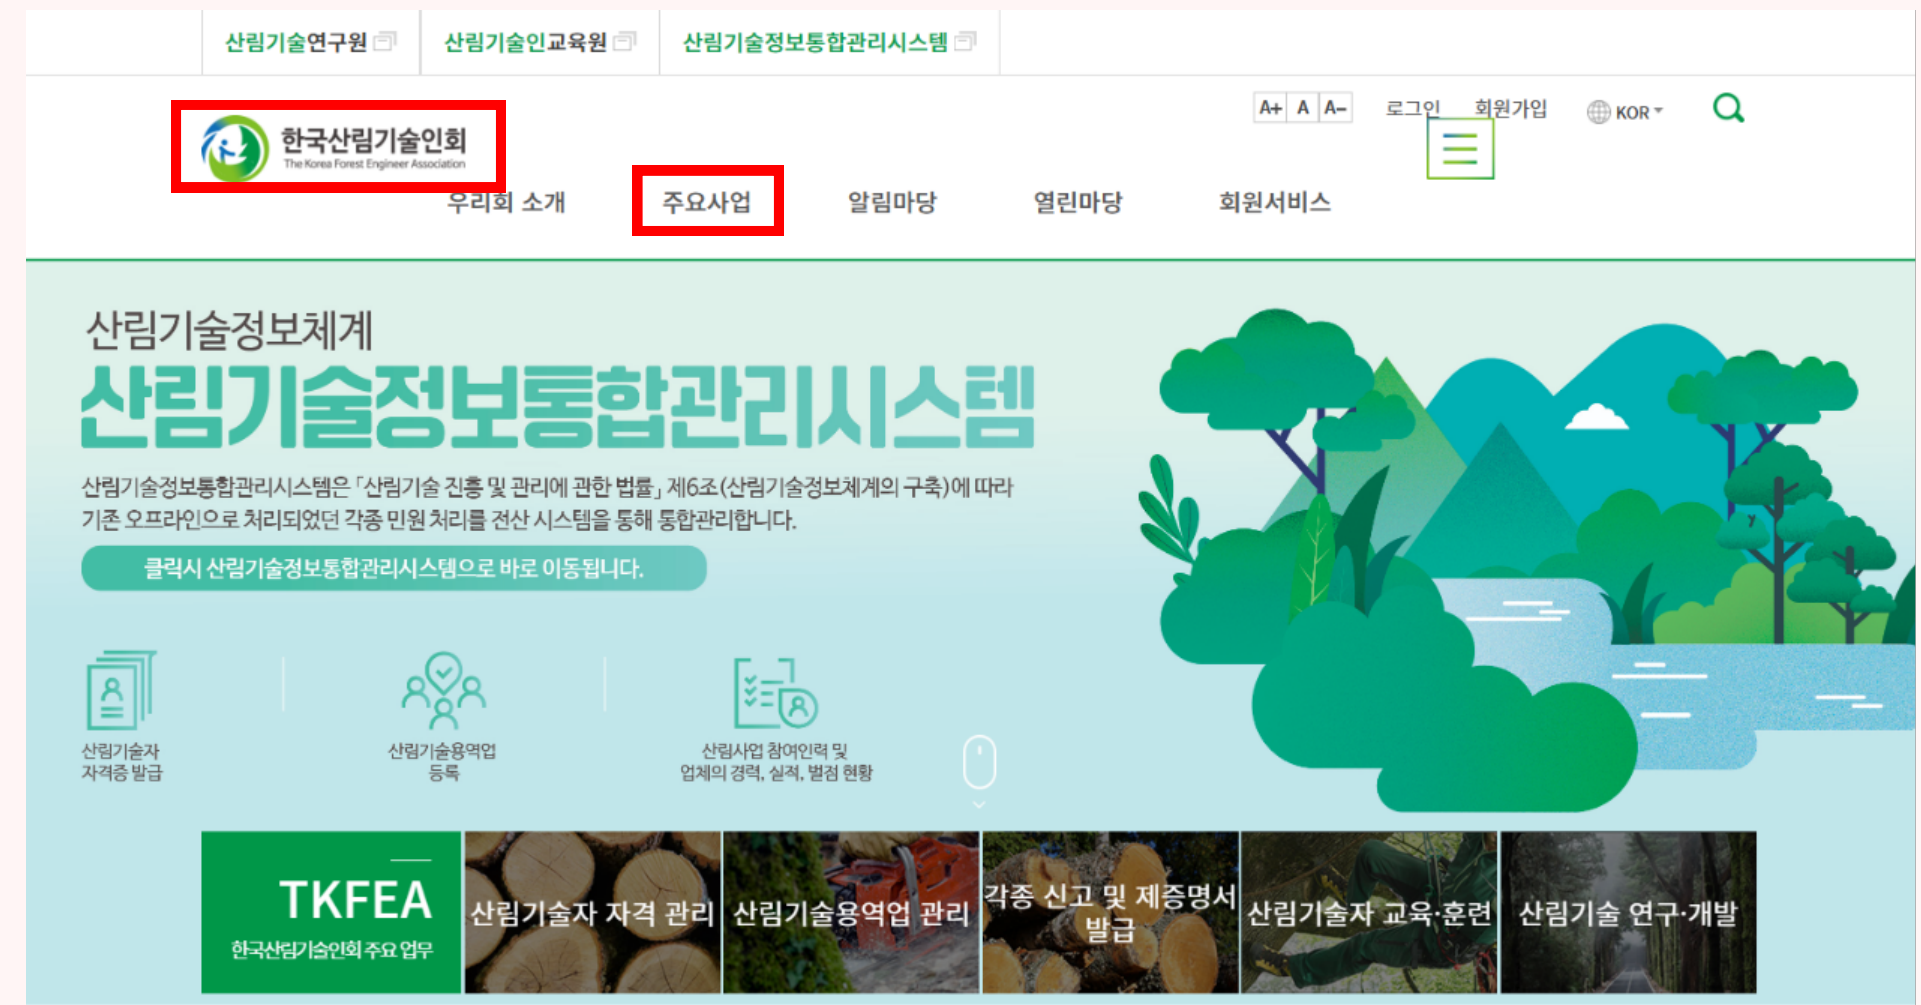 산림기술연구원
산림기술인교육원
산림기술정보통합관리시스템
A+ A A-
로그인
회원가입
KOR
한국산림기술인회
The Korea Forest Engineer Association
우리회 소개
주요사업
알림마당
열린마당
회원서비스
산림기술정보체계
산림기술정보통합관리시스템
산림기술정보통합관리시스템은 「산림기술 진흥 및 관리에 관한 법률」 제6조(산림기술정보체계의 구축)에 따라
기존 오프라인으로 처리되었던 각종 민원 처리를 전산 시스템을 통해 통합관리합니다.
클릭시 산림기술정보통합관리시스템으로 바로 이동됩니다.
산림기술자
자격증 발급
산림기술용역업
등록
산림사업 참여인력 및
업체의 경력, 실적, 벌점 현황
TKFEA
한국산림기술인회 주요 업무
산림기술자 자격 관리
산림기술용역업 관리
각종 신고 및 제증명서
발급
산림기술자 교육·훈련
산림기술 연구·개발